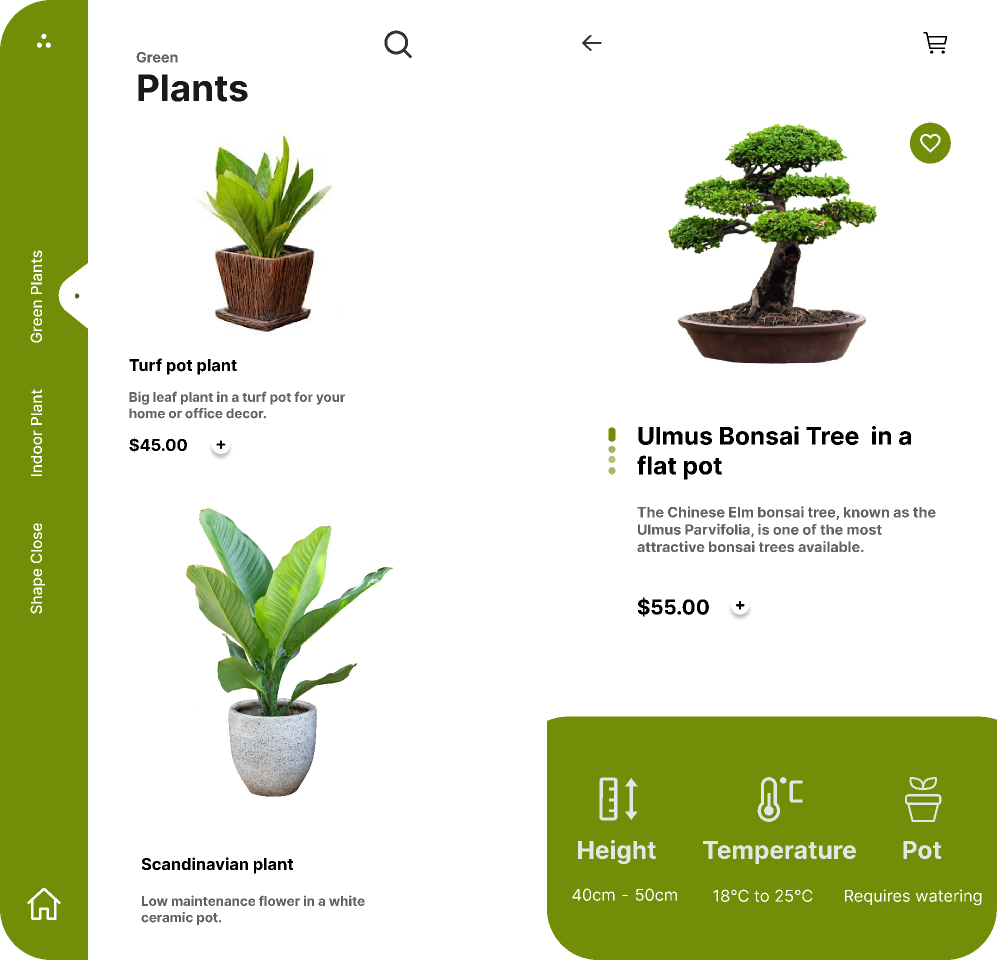 Green
Plants
Green Plants
Indoor Plant
Shape Close
Turf pot plant
Big leaf plant in a turf pot for your
home or office decor.
$45.00 +
Scandinavian plant
Low maintenance flower in a white
ceramic pot.
Ulmus Bonsai Tree in a
flat pot
The Chinese Elm bonsai tree, known as the
Ulmus Parvifolia, is one of the most
attractive bonsai trees available.
$55.00 +
°C
Height Temperature Pot
40cm - 50cm 18°C to 25°C Requires watering